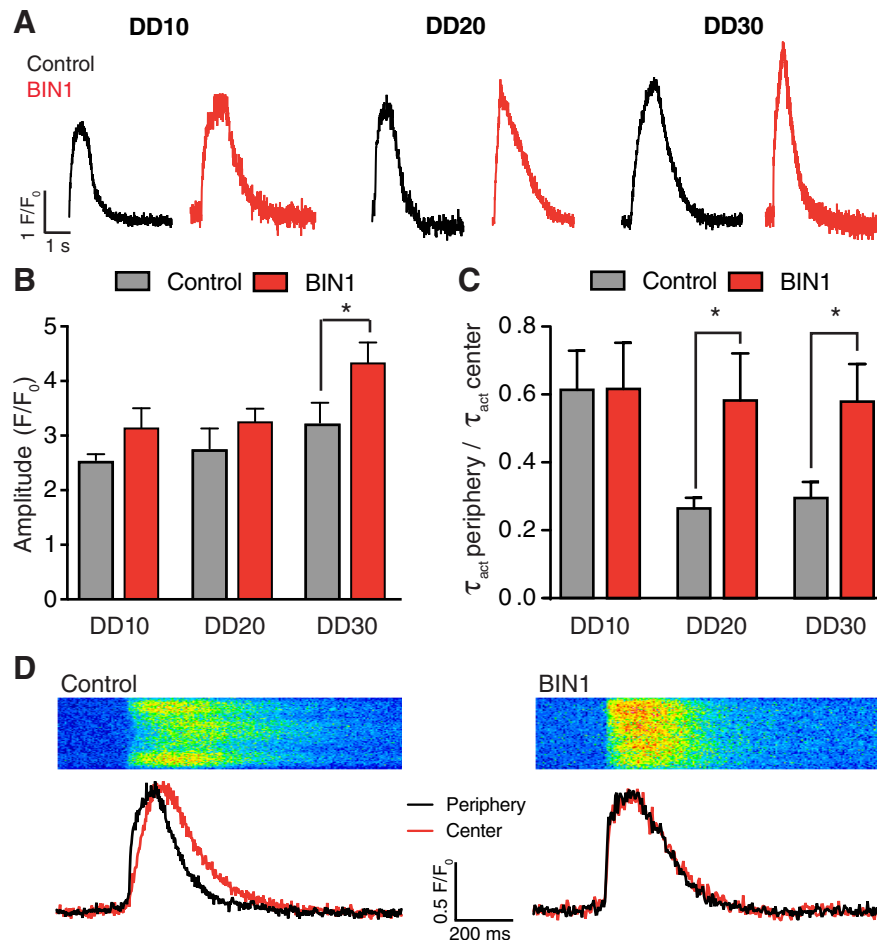 A
DD10 DD20 DD30
Control
BIN1
1 F/F₀
1 s
B
Control BIN1
Amplitude (F/F₀)
5
4
3
2
1
0
*
DD10 DD20 DD30
C
Control BIN1
τact periphery / τact center
0.8
0.6
0.4
0.2
0.0
* *
DD10 DD20 DD30
D
Control BIN1
Periphery
Center
0.5 F/F₀
200 ms